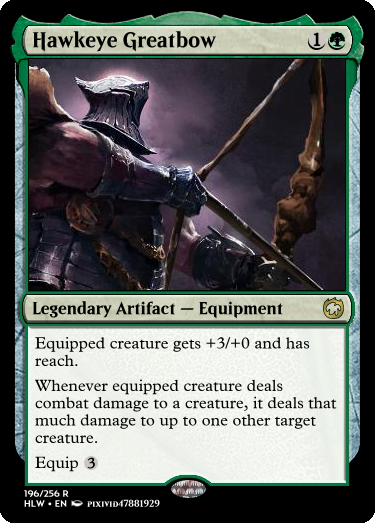 Hawkeye Greatbow 1
Legendary Artifact — Equipment
Equipped creature gets +3/+0 and has
reach.
Whenever equipped creature deals
combat damage to a creature, it deals that
much damage to up to one other target
creature.
Equip 3
196/256 R
HLW • EN PIXIVID47881929